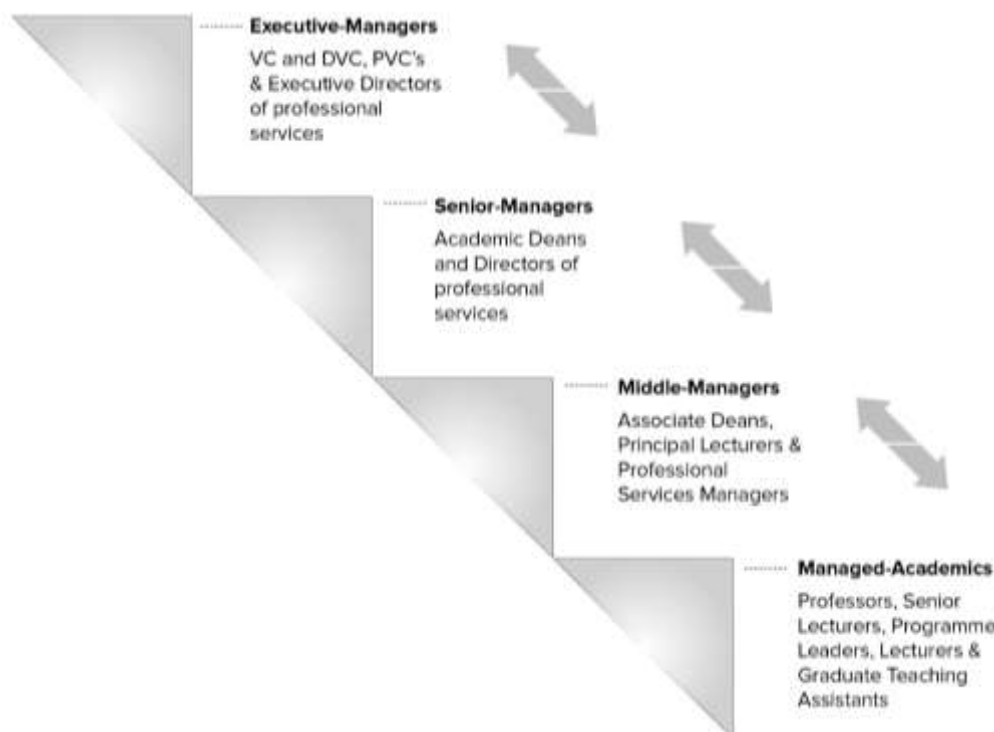 Executive-Managers
VC and DVC, PVC's
& Executive Directors
of professional
services
Senior-Managers
Academic Deans
and Directors of
professional
services
Middle-Managers
Associate Deans,
Principal Lecturers &
Professional
Services Managers
Managed-Academics
Professors, Senior
Lecturers, Programme
Leaders, Lecturers &
Graduate Teaching
Assistants